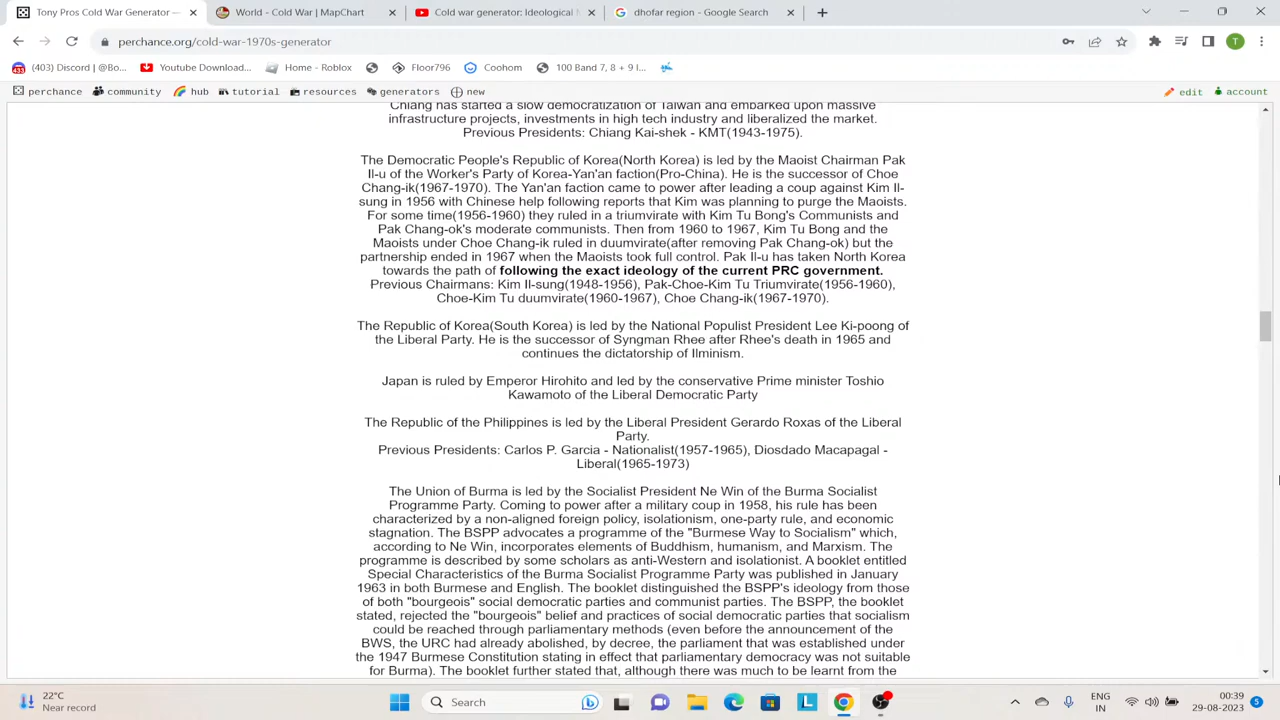 Tony Pros Cold War Generator —
World - Cold War | MapChart
Cold war generator: Ideological
dhofar region - Google Search
perchance.org/cold-war-1970s-generator
T
(403) Discord | @Bo...
Youtube Download...
Home - Roblox
Floor796
Coohom
100 Band 7, 8 + 9 I...
perchance
community
hub
tutorial
resources
generators
new
edit
account
Chiang has started a slow democratization of Taiwan and embarked upon massive
infrastructure projects, investments in high tech industry and liberalized the market.
Previous Presidents: Chiang Kai-shek - KMT(1943-1975).
The Democratic People's Republic of Korea(North Korea) is led by the Maoist Chairman Pak
Il-u of the Worker's Party of Korea-Yan'an faction(Pro-China). He is the successor of Choe
Chang-ik(1967-1970). The Yan'an faction came to power after leading a coup against Kim Il-
sung in 1956 with Chinese help following reports that Kim was planning to purge the Maoists.
For some time(1956-1960) they ruled in a triumvirate with Kim Tu Bong's Communists and
Pak Chang-ok's moderate communists. Then from 1960 to 1967, Kim Tu Bong and the
Maoists under Choe Chang-ik ruled in duumvirate(after removing Pak Chang-ok) but the
partnership ended in 1967 when the Maoists took full control. Pak Il-u has taken North Korea
towards the path of following the exact ideology of the current PRC government.
Previous Chairmans: Kim Il-sung(1948-1956), Pak-Choe-Kim Tu Triumvirate(1956-1960),
Choe-Kim Tu duumvirate(1960-1967), Choe Chang-ik(1967-1970).
The Republic of Korea(South Korea) is led by the National Populist President Lee Ki-poong of
the Liberal Party. He is the successor of Syngman Rhee after Rhee's death in 1965 and
continues the dictatorship of Ilminism.
Japan is ruled by Emperor Hirohito and led by the conservative Prime minister Toshio
Kawamoto of the Liberal Democratic Party
The Republic of the Philippines is led by the Liberal President Gerardo Roxas of the Liberal
Party.
Previous Presidents: Carlos P. Garcia - Nationalist(1957-1965), Diosdado Macapagal -
Liberal(1965-1973)
The Union of Burma is led by the Socialist President Ne Win of the Burma Socialist
Programme Party. Coming to power after a military coup in 1958, his rule has been
characterized by a non-aligned foreign policy, isolationism, one-party rule, and economic
stagnation. The BSPP advocates a programme of the "Burmese Way to Socialism" which,
according to Ne Win, incorporates elements of Buddhism, humanism, and Marxism. The
programme is described by some scholars as anti-Western and isolationist. A booklet entitled
Special Characteristics of the Burma Socialist Programme Party was published in January
1963 in both Burmese and English. The booklet distinguished the BSPP's ideology from those
of both "bourgeois" social democratic parties and communist parties. The BSPP, the booklet
stated, rejected the "bourgeois" belief and practices of social democratic parties that socialism
could be reached through parliamentary methods (even before the announcement of the
BWS, the URC had already abolished, by decree, the parliament that was established under
the 1947 Burmese Constitution stating in effect that parliamentary democracy was not suitable
for Burma). The booklet further stated that, although there was much to be learnt from the
22°C
Near record
Search
ENG
IN
00:39
29-08-2023
5